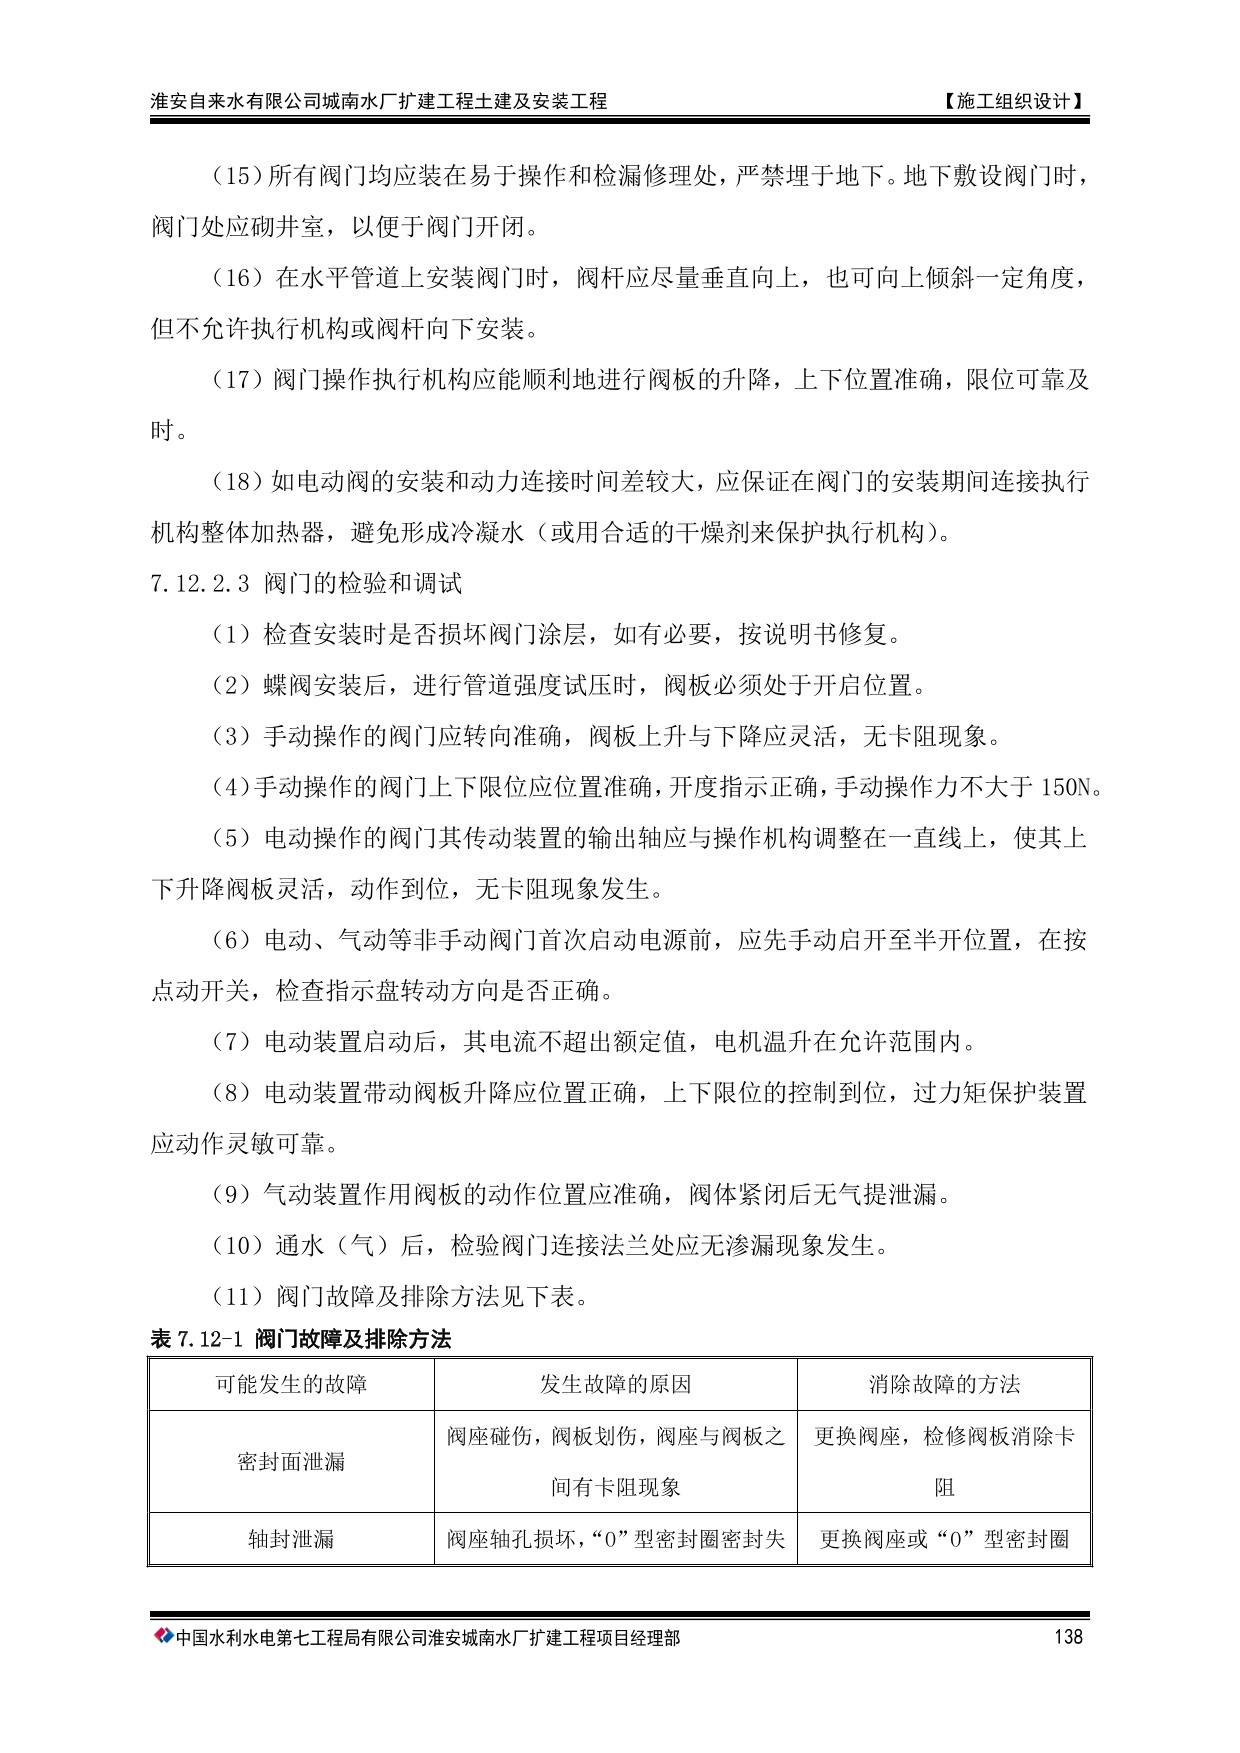 淮安自来水有限公司城南水厂扩建工程土建及安装工程 【施工组织设计】
（15）所有阀门均应装在易于操作和检漏修理处，严禁埋于地下。地下敷设阀门时，
阀门处应砌井室，以便于阀门开闭。
（16）在水平管道上安装阀门时，阀杆应尽量垂直向上，也可向上倾斜一定角度，
但不允许执行机构或阀杆向下安装。
（17）阀门操作执行机构应能顺利地进行阀板的升降，上下位置准确，限位可靠及
时。
（18）如电动阀的安装和动力连接时间差较大，应保证在阀门的安装期间连接执行
机构整体加热器，避免形成冷凝水（或用合适的干燥剂来保护执行机构）。
7.12.2.3 阀门的检验和调试
（1）检查安装时是否损坏阀门涂层，如有必要，按说明书修复。
（2）蝶阀安装后，进行管道强度试压时，阀板必须处于开启位置。
（3）手动操作的阀门应转向准确，阀板上升与下降应灵活，无卡阻现象。
（4）手动操作的阀门上下限位应位置准确，开度指示正确，手动操作力不大于 150N。
（5）电动操作的阀门其传动装置的输出轴应与操作机构调整在一直线上，使其上
下升降阀板灵活，动作到位，无卡阻现象发生。
（6）电动、气动等非手动阀门首次启动电源前，应先手动启开至半开位置，在按
点动开关，检查指示盘转动方向是否正确。
（7）电动装置启动后，其电流不超出额定值，电机温升在允许范围内。
（8）电动装置带动阀板升降应位置正确，上下限位的控制到位，过力矩保护装置
应动作灵敏可靠。
（9）气动装置作用阀板的动作位置应准确，阀体紧闭后无气提泄漏。
（10）通水（气）后，检验阀门连接法兰处应无渗漏现象发生。
（11）阀门故障及排除方法见下表。
表 7.12-1 阀门故障及排除方法
可能发生的故障 发生故障的原因 消除故障的方法
密封面泄漏 阀座碰伤，阀板划伤，阀座与阀板之 更换阀座，检修阀板消除卡
间有卡阻现象 阻
轴封泄漏 阀座轴孔损坏，“O”型密封圈密封失 更换阀座或“O”型密封圈
中国水利水电第七工程局有限公司淮安城南水厂扩建工程项目经理部 138